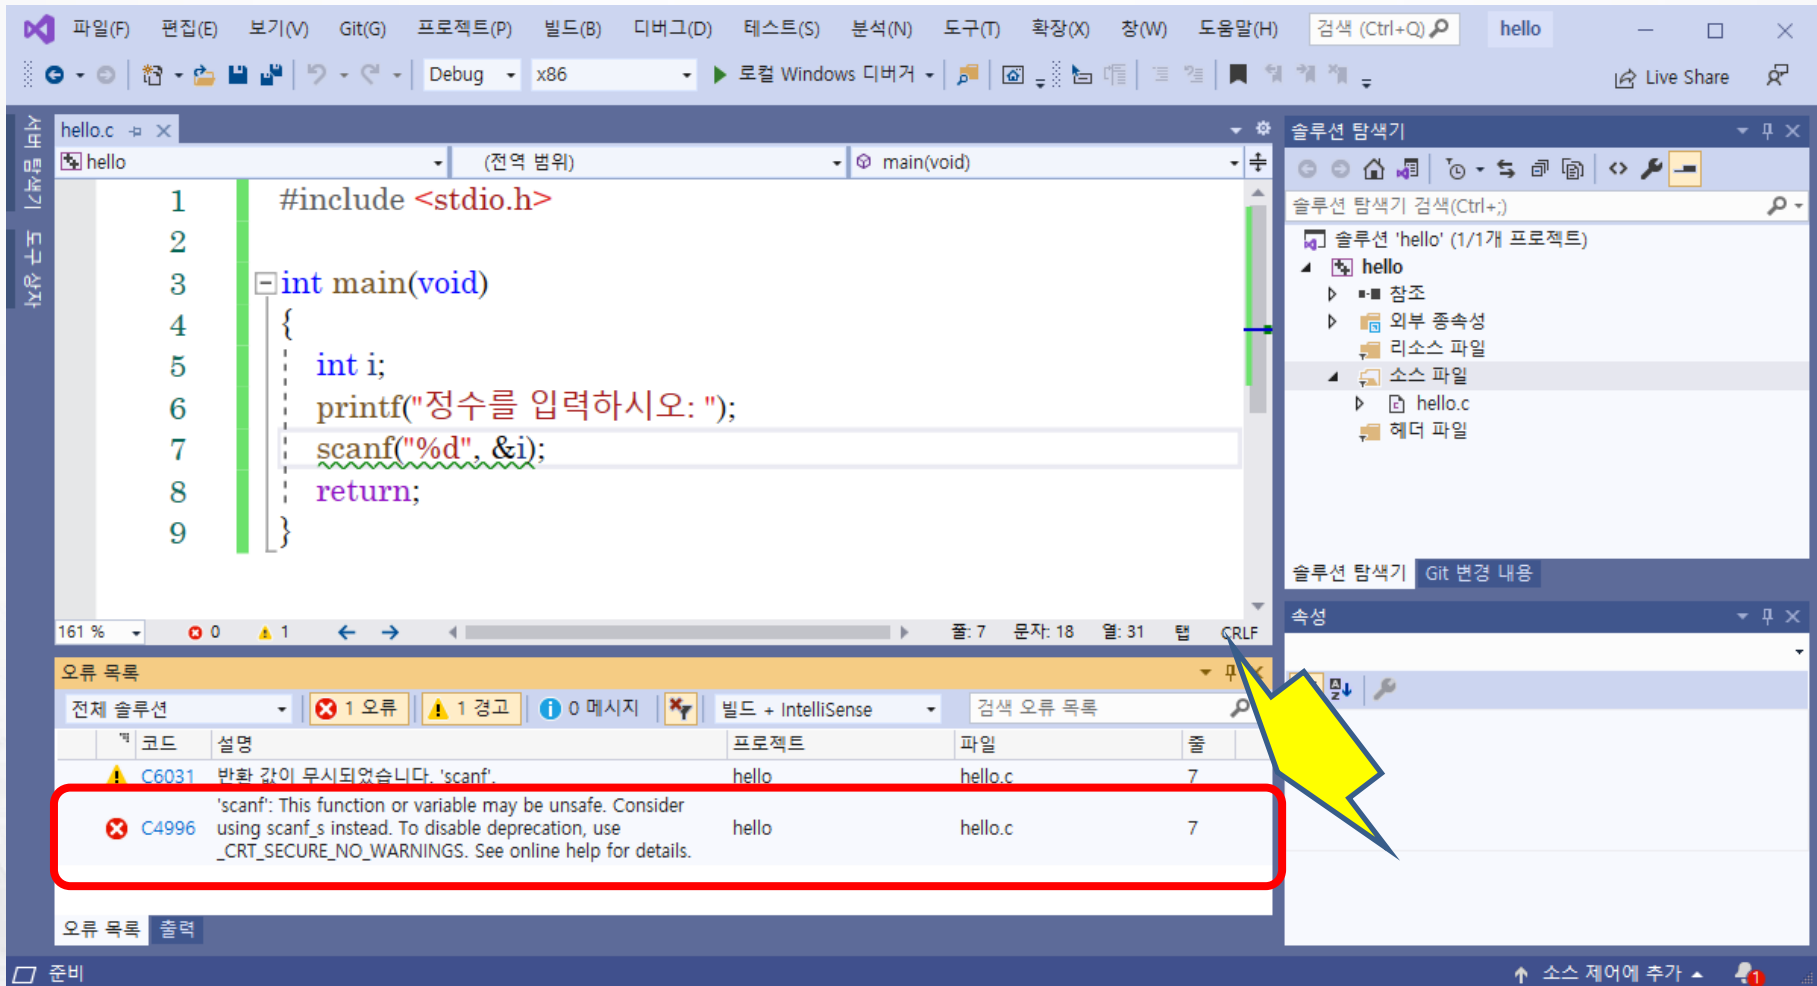 파일(F) 편집(E) 보기(V) Git(G) 프로젝트(P) 빌드(B) 디버그(D) 테스트(S) 분석(N) 도구(T) 확장(X) 창(W) 도움말(H) 검색 (Ctrl+Q) hello
Debug x86 로컬 Windows 디버거 Live Share
서버 탐색기
도구 상자
hello.c
hello (전역 범위) main(void)
1 #include <stdio.h>
2
3 int main(void)
4 {
5 int i;
6 printf("정수를 입력하시오: ");
7 scanf("%d", &i);
8 return;
9 }
161 % 0 1 줄: 7 문자: 18 열: 31 탭 CRLF
오류 목록
전체 솔루션 1 오류 1 경고 0 메시지 빌드 + IntelliSense 검색 오류 목록
코드 설명 프로젝트 파일 줄
C6031 반환 값이 무시되었습니다. 'scanf'. hello hello.c 7
'scanf': This function or variable may be unsafe. Consider
C4996 using scanf_s instead. To disable deprecation, use hello hello.c 7
_CRT_SECURE_NO_WARNINGS. See online help for details.
오류 목록 출력
솔루션 탐색기
솔루션 탐색기 검색(Ctrl+;)
솔루션 'hello' (1/1개 프로젝트)
hello
참조
외부 종속성
리소스 파일
소스 파일
hello.c
헤더 파일
솔루션 탐색기 Git 변경 내용
속성
준비 소스 제어에 추가 1